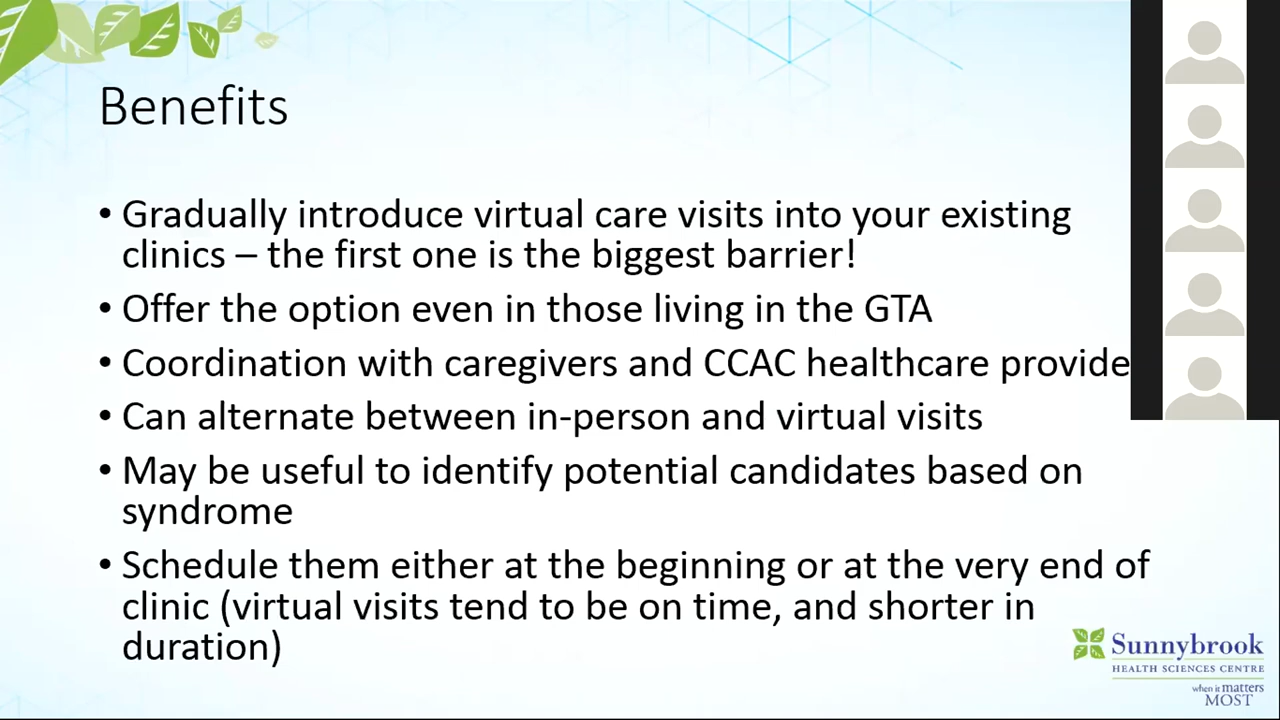 Benefits
• Gradually introduce virtual care visits into your existing
clinics – the first one is the biggest barrier!
• Offer the option even in those living in the GTA
• Coordination with caregivers and CCAC healthcare provide
• Can alternate between in-person and virtual visits
• May be useful to identify potential candidates based on
syndrome
• Schedule them either at the beginning or at the very end of
clinic (virtual visits tend to be on time, and shorter in
duration)
Sunnybrook
HEALTH SCIENCES CENTRE
when it matters
MOST